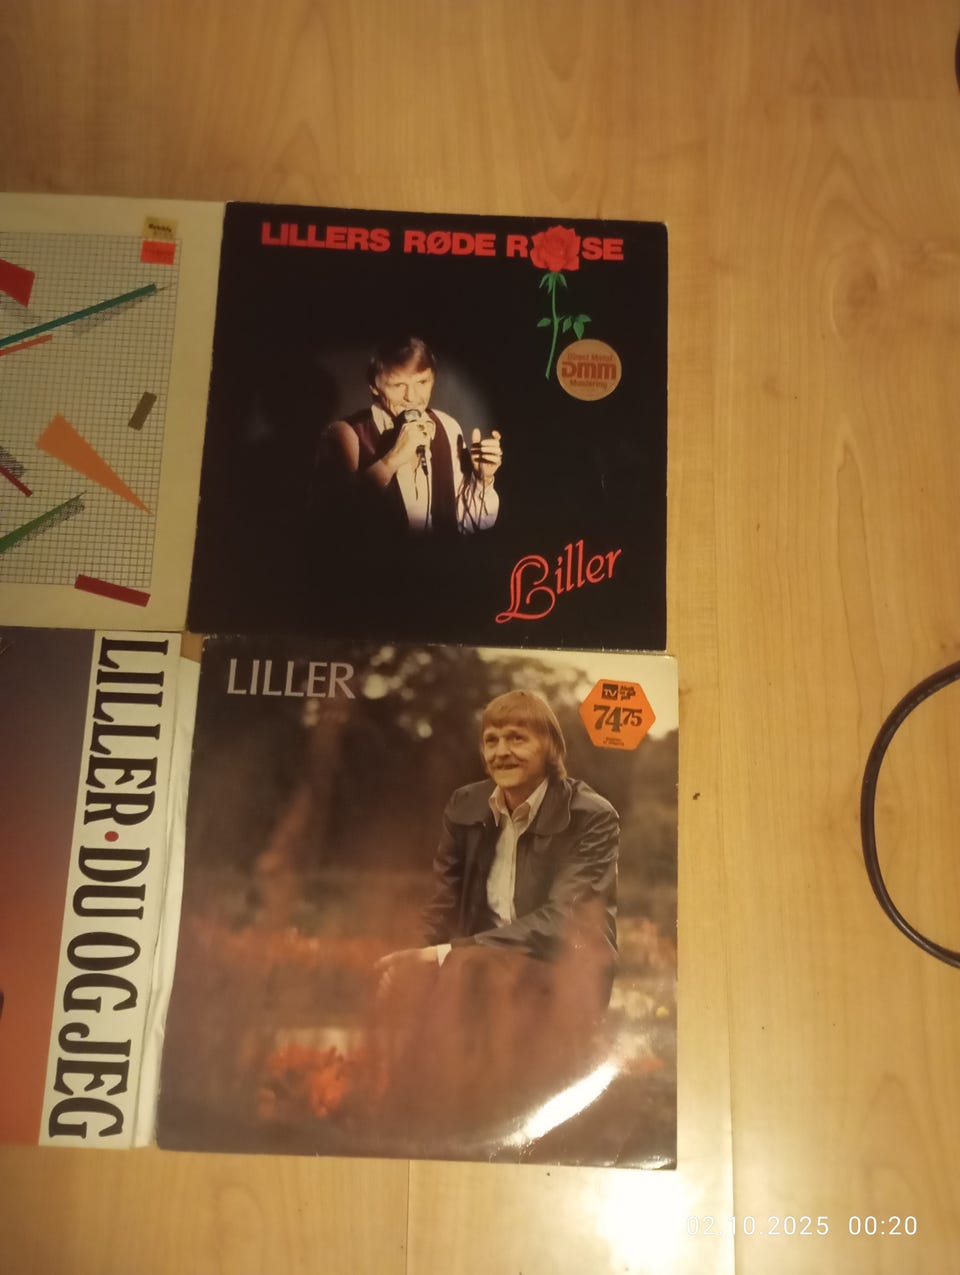 LILLERS RØDE ROSE
Direct Metal
DMM
Mastering
Liller
LILLER
TV
74 75
LILLER • DU OG JEG
02.10.2025 00:20